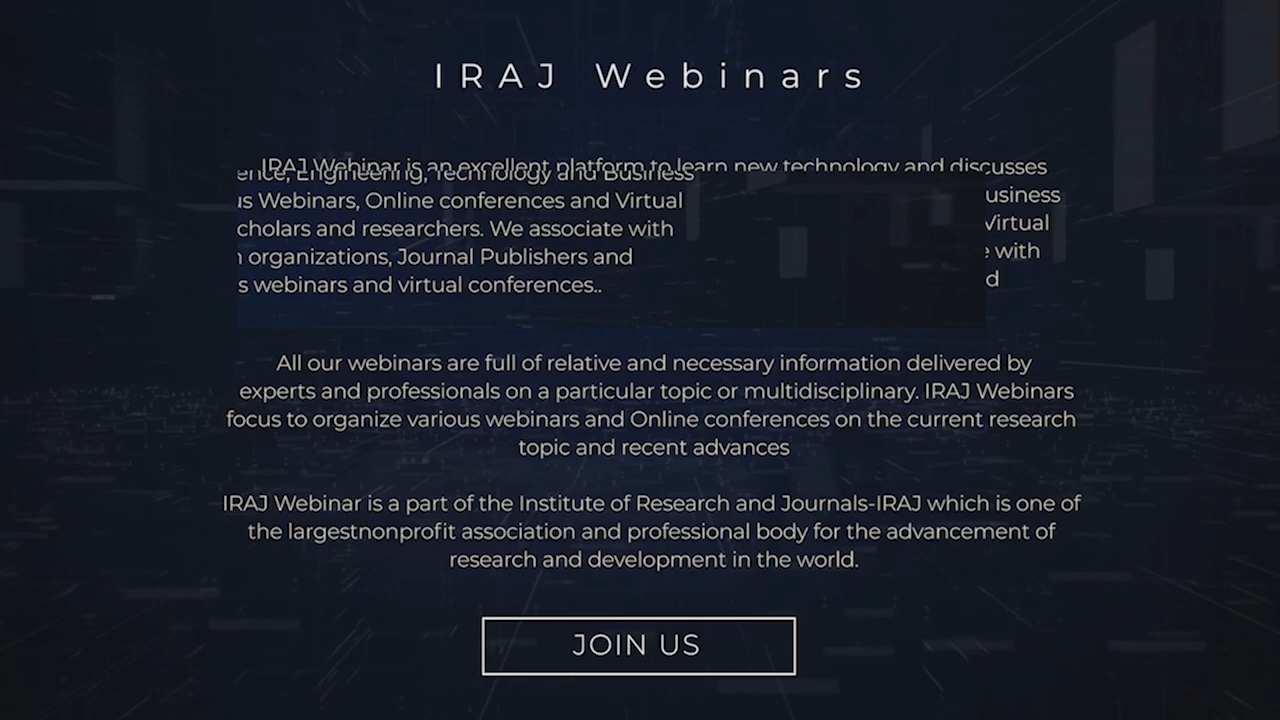 IRAJ Webinars
IRAJ Webinar is an excellent platform to learn new technology and discusses
Engineering, Technology and Business
Webinars, Online conferences and Virtual
and researchers. We associate with
with
organizations, Journal Publishers and
webinars and virtual conferences..
All our webinars are full of relative and necessary information delivered by
experts and professionals on a particular topic or multidisciplinary. IRAJ Webinars
focus to organize various webinars and Online conferences on the current research
topic and recent advances
IRAJ Webinar is a part of the Institute of Research and Journals-IRAJ which is one of
the largestnonprofit association and professional body for the advancement of
research and development in the world.
JOIN US